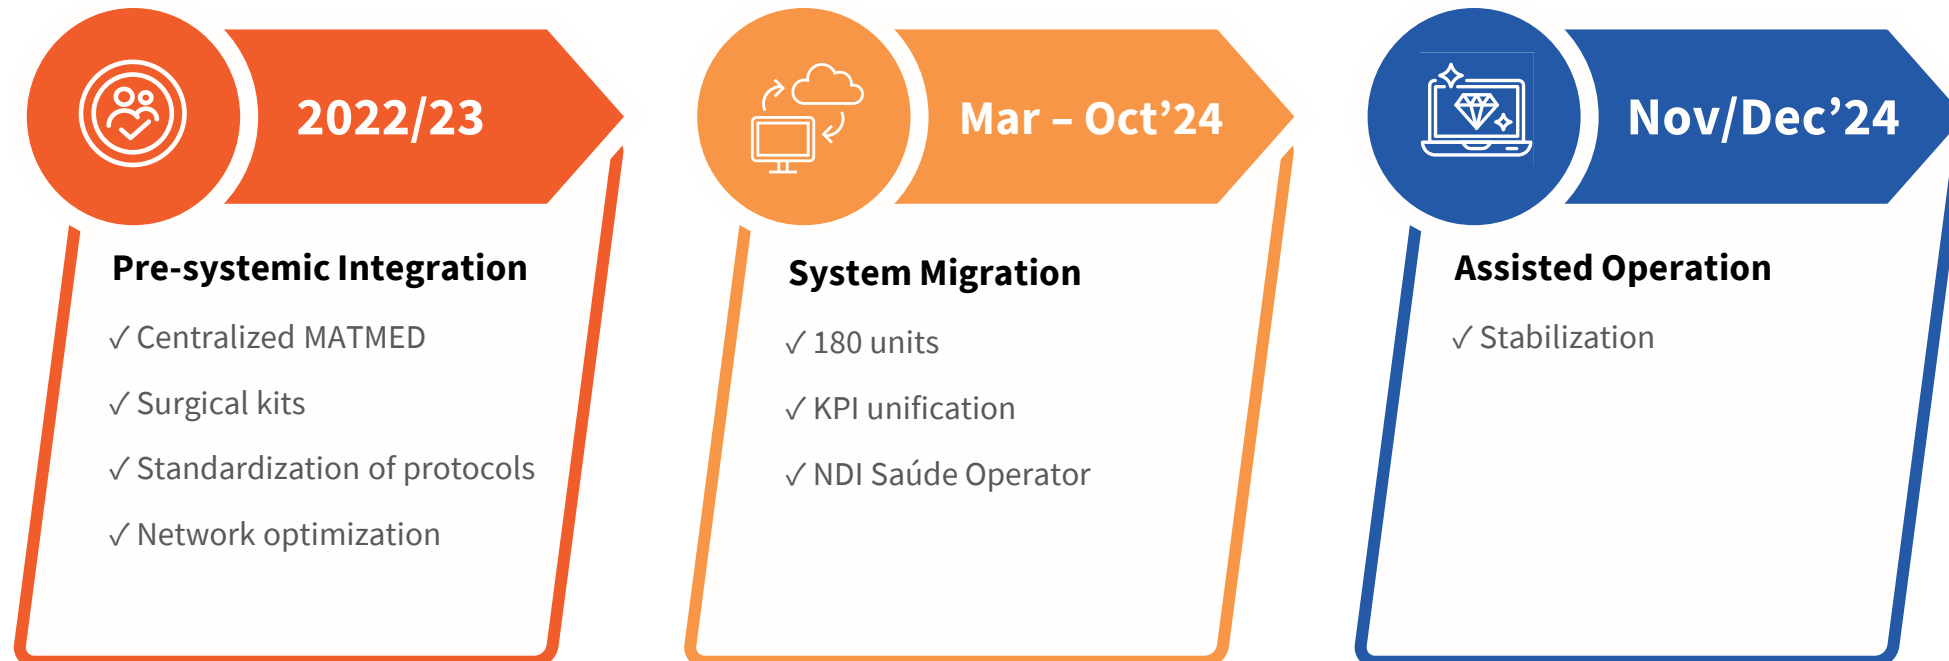 2022/23
Pre-systemic Integration
✓ Centralized MATMED
✓ Surgical kits
✓ Standardization of protocols
✓ Network optimization
Mar – Oct’24
System Migration
✓ 180 units
✓ KPI unification
✓ NDI Saúde Operator
Nov/Dec’24
Assisted Operation
✓ Stabilization